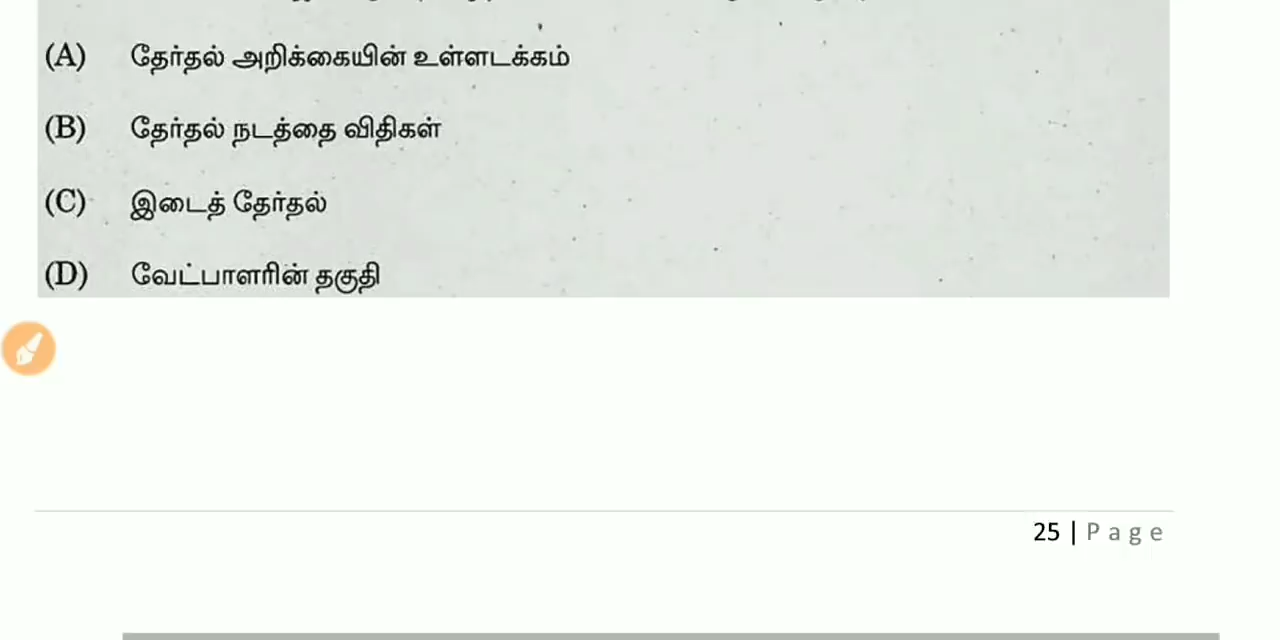 (A) தேர்தல் அறிக்கையின் உள்ளடக்கம்
(B) தேர்தல் நடத்தை விதிகள்
(C) இடைத் தேர்தல்
(D) வேட்பாளரின் தகுதி
25 | Page